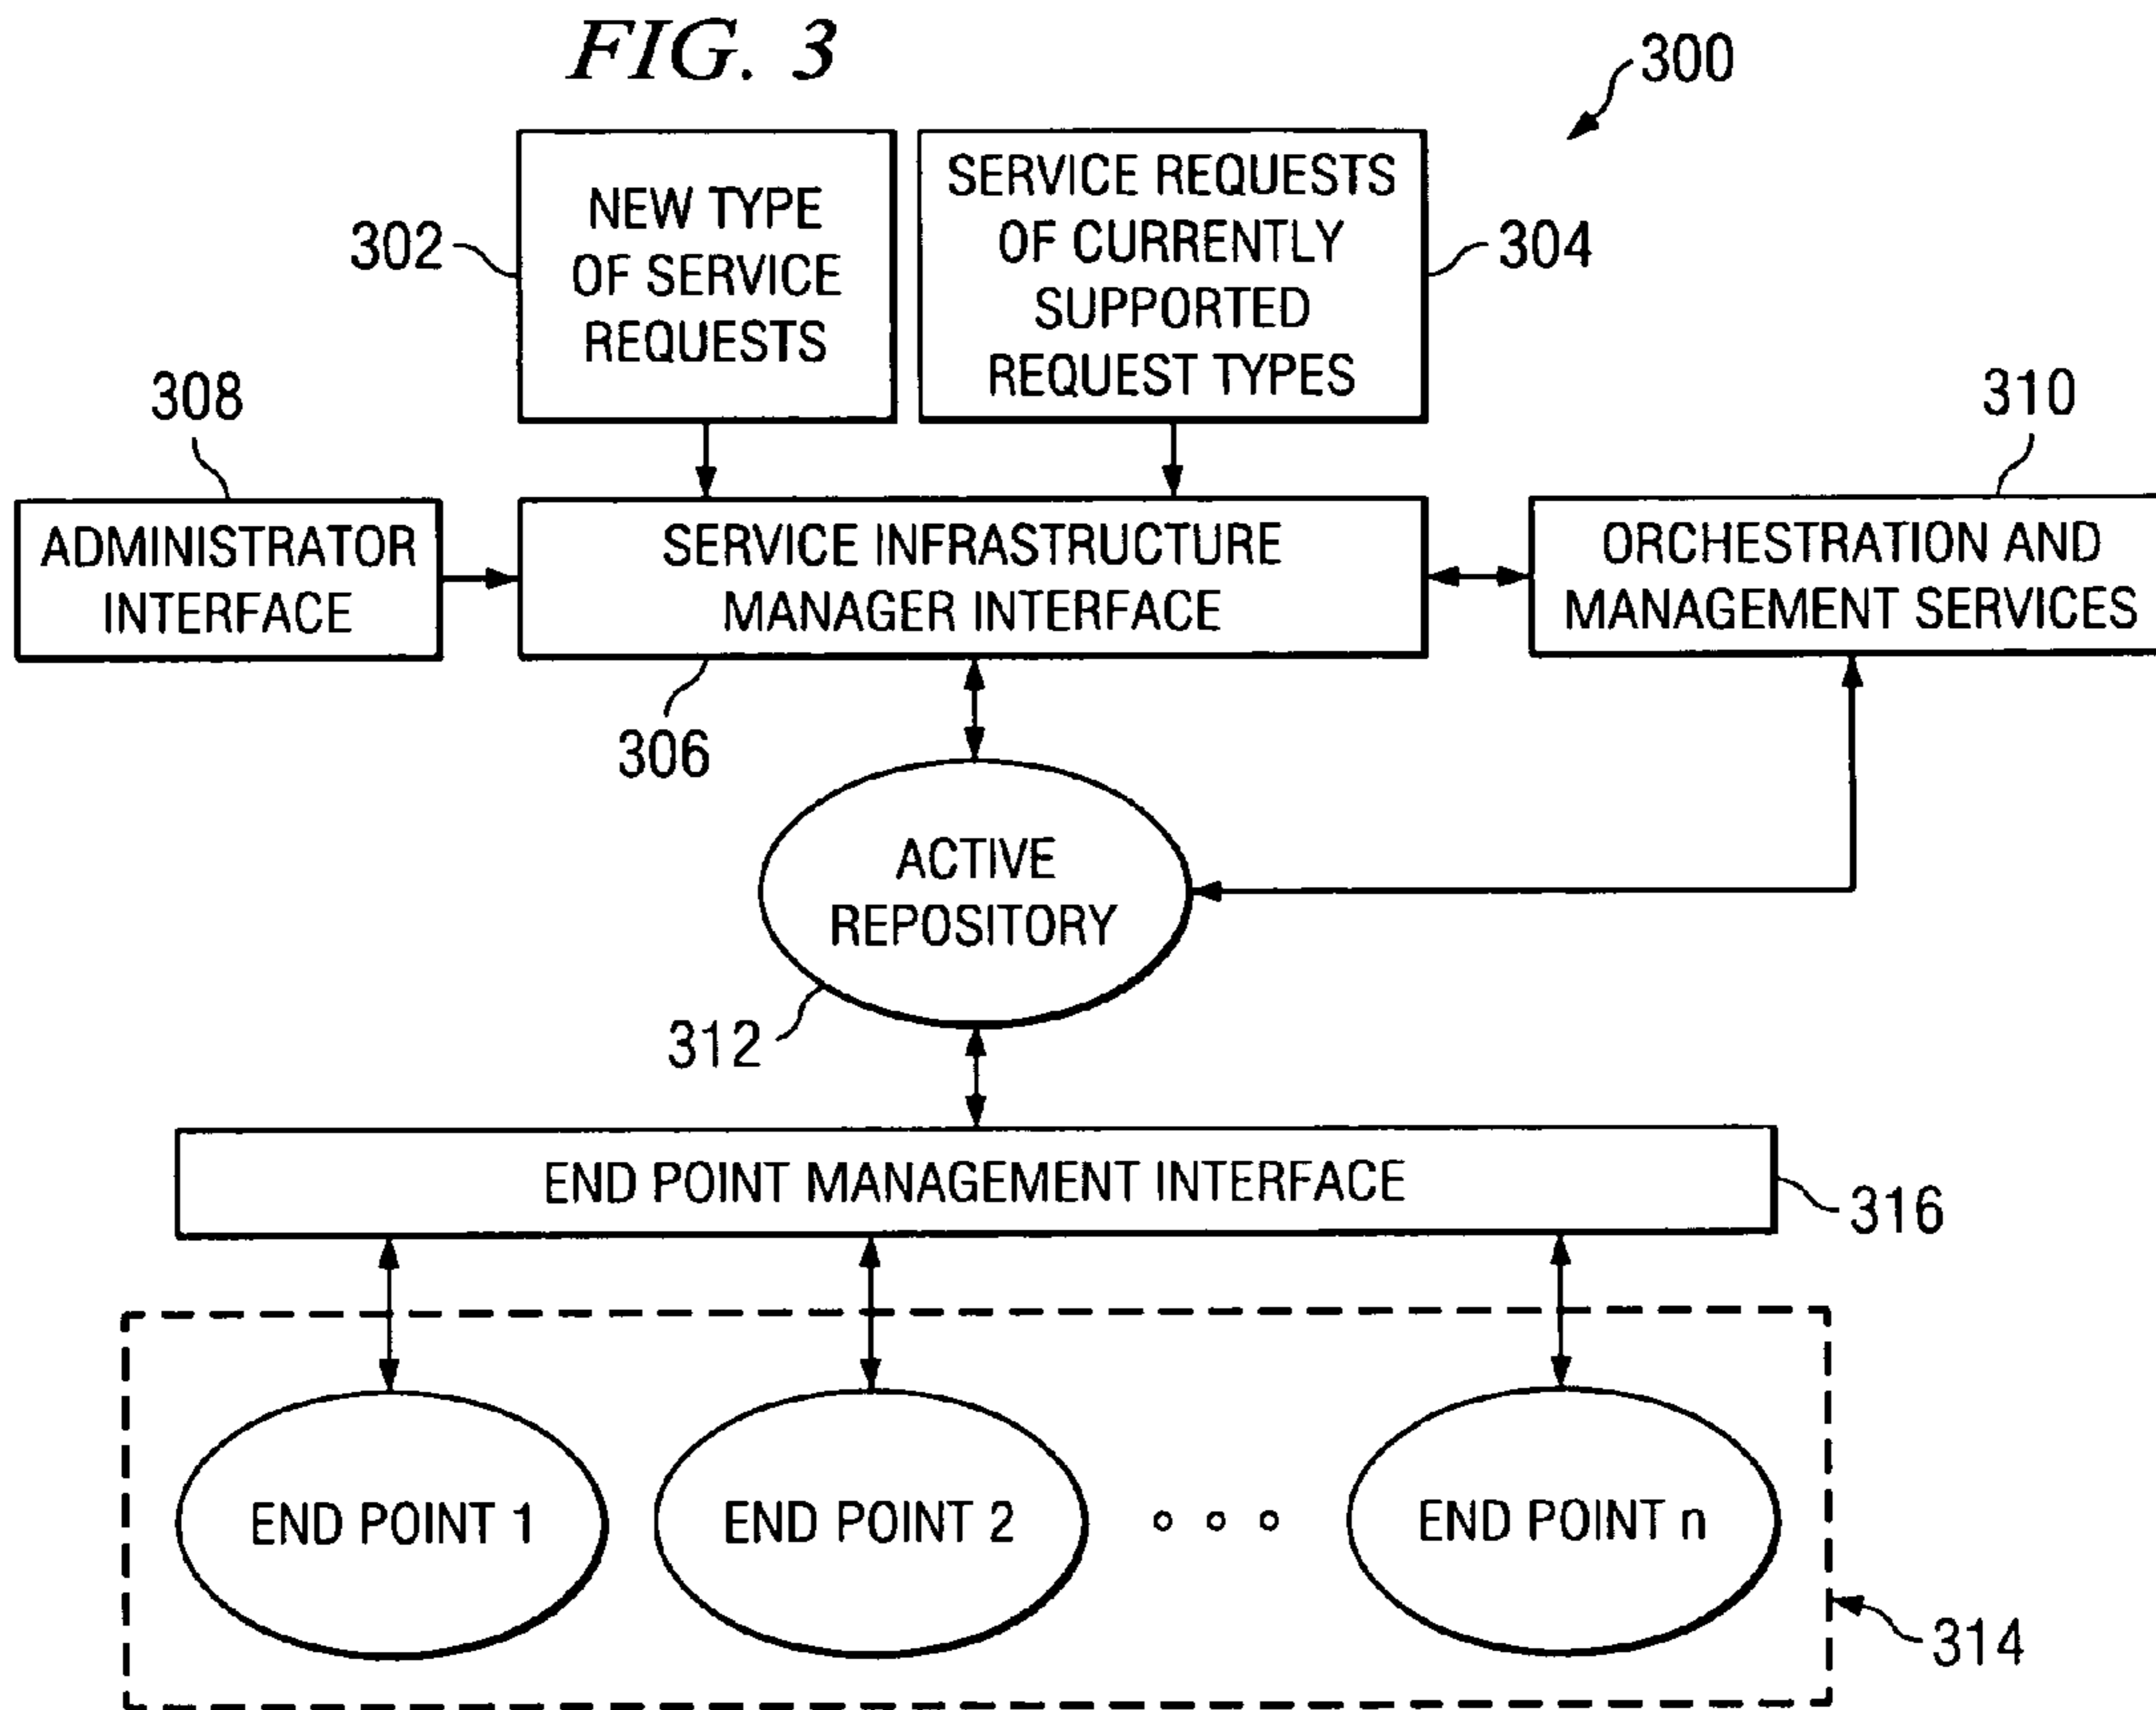 FIG. 3
300
NEW TYPE
OF SERVICE
REQUESTS
302
SERVICE REQUESTS
OF CURRENTLY
SUPPORTED
REQUEST TYPES
304
308
310
ADMINISTRATOR
INTERFACE
SERVICE INFRASTRUCTURE
MANAGER INTERFACE
ORCHESTRATION AND
MANAGEMENT SERVICES
306
ACTIVE
REPOSITORY
312
END POINT MANAGEMENT INTERFACE
316
END POINT 1
END POINT 2
END POINT n
314